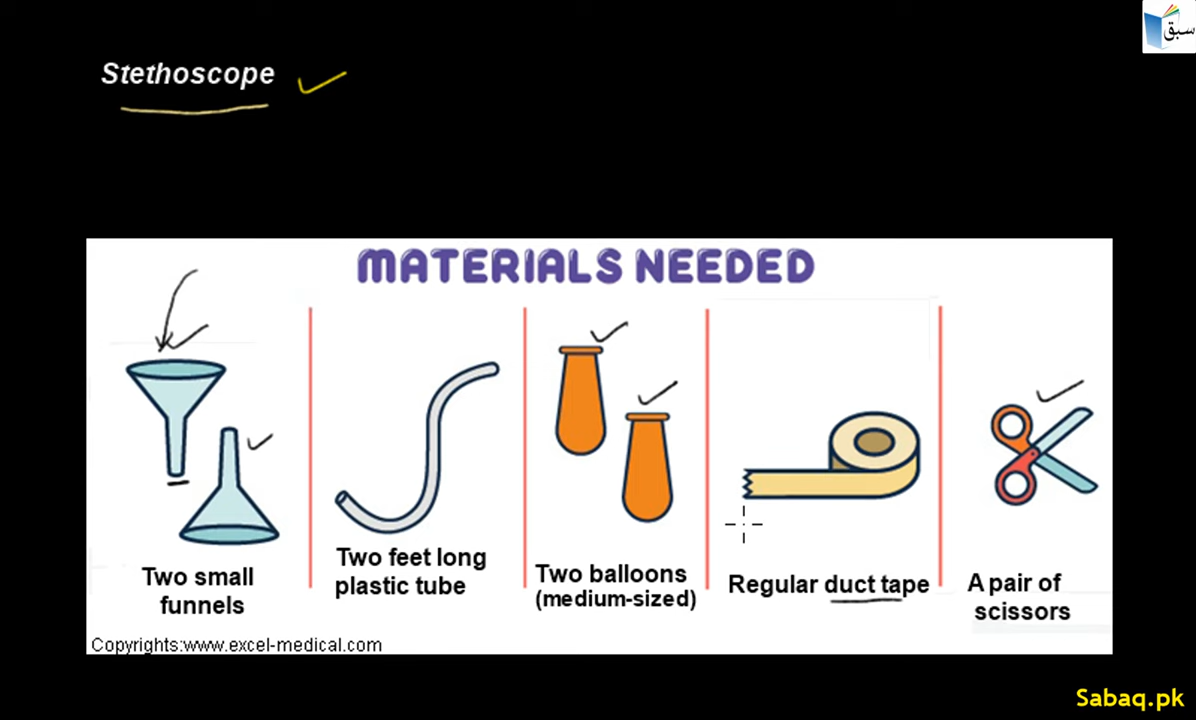 سبق
Stethoscope
MATERIALS NEEDED
Two small
funnels
Two feet long
plastic tube
Two balloons
(medium-sized)
Regular duct tape
A pair of
scissors
Copyrights:www.excel-medical.com
Sabaq.pk